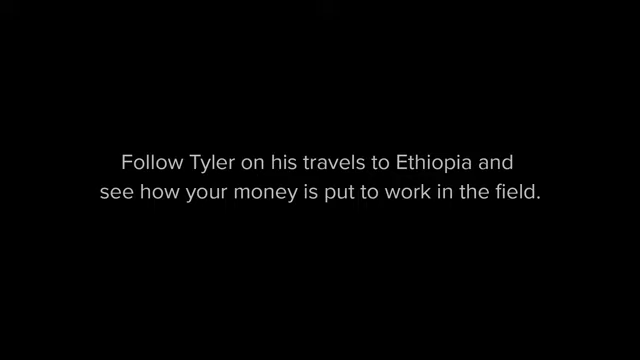 Follow Tyler on his travels to Ethiopia and
see how your money is put to work in the field.